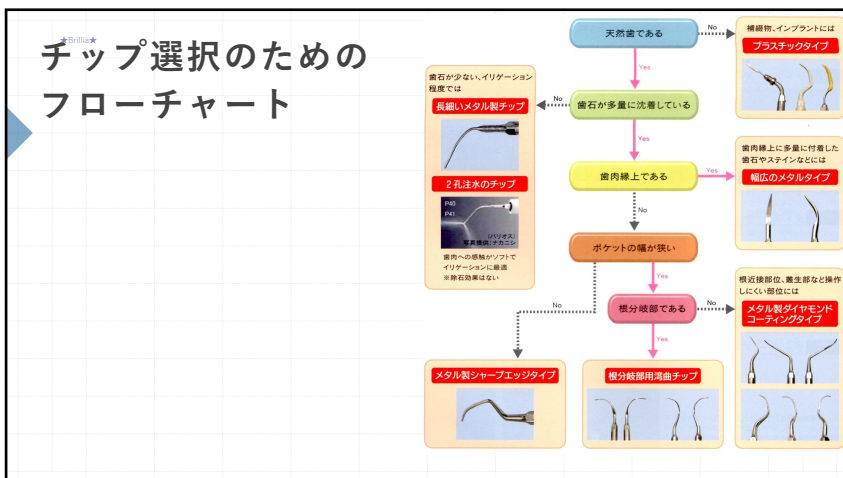 ★Brillia★
チップ選択のための
フローチャート
天然歯である
No
補綴物、インプラントには
プラスチックタイプ
Yes
歯石が少ない、イリゲーション
程度では
長細いメタル製チップ
No
歯石が多量に沈着している
Yes
２孔注水のチップ
P40
P41
（バリオス）
写真提供：ナカニシ
歯肉への感触がソフトで
イリゲーションに最適
※除石効果はない
歯肉縁上である
Yes
歯肉縁上に多量に付着した
歯石やステインなどには
幅広のメタルタイプ
No
ポケットの幅が狭い
Yes
No
根分岐部である
No
根近接部位、叢生部など操作
しにくい部位には
メタル製ダイヤモンド
コーティングタイプ
Yes
メタル製シャープエッジタイプ
根分岐部用湾曲チップ